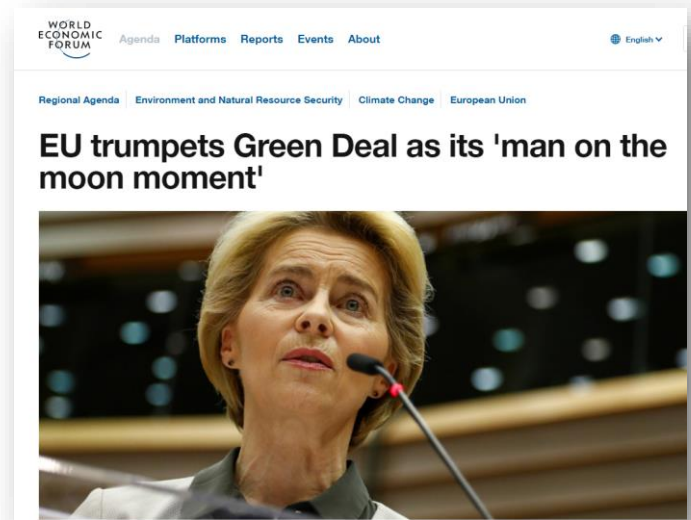 WORLD
ECONOMIC
FORUM
Agenda Platforms Reports Events About
English
Regional Agenda Environment and Natural Resource Security Climate Change European Union
EU trumpets Green Deal as its 'man on the
moon moment'